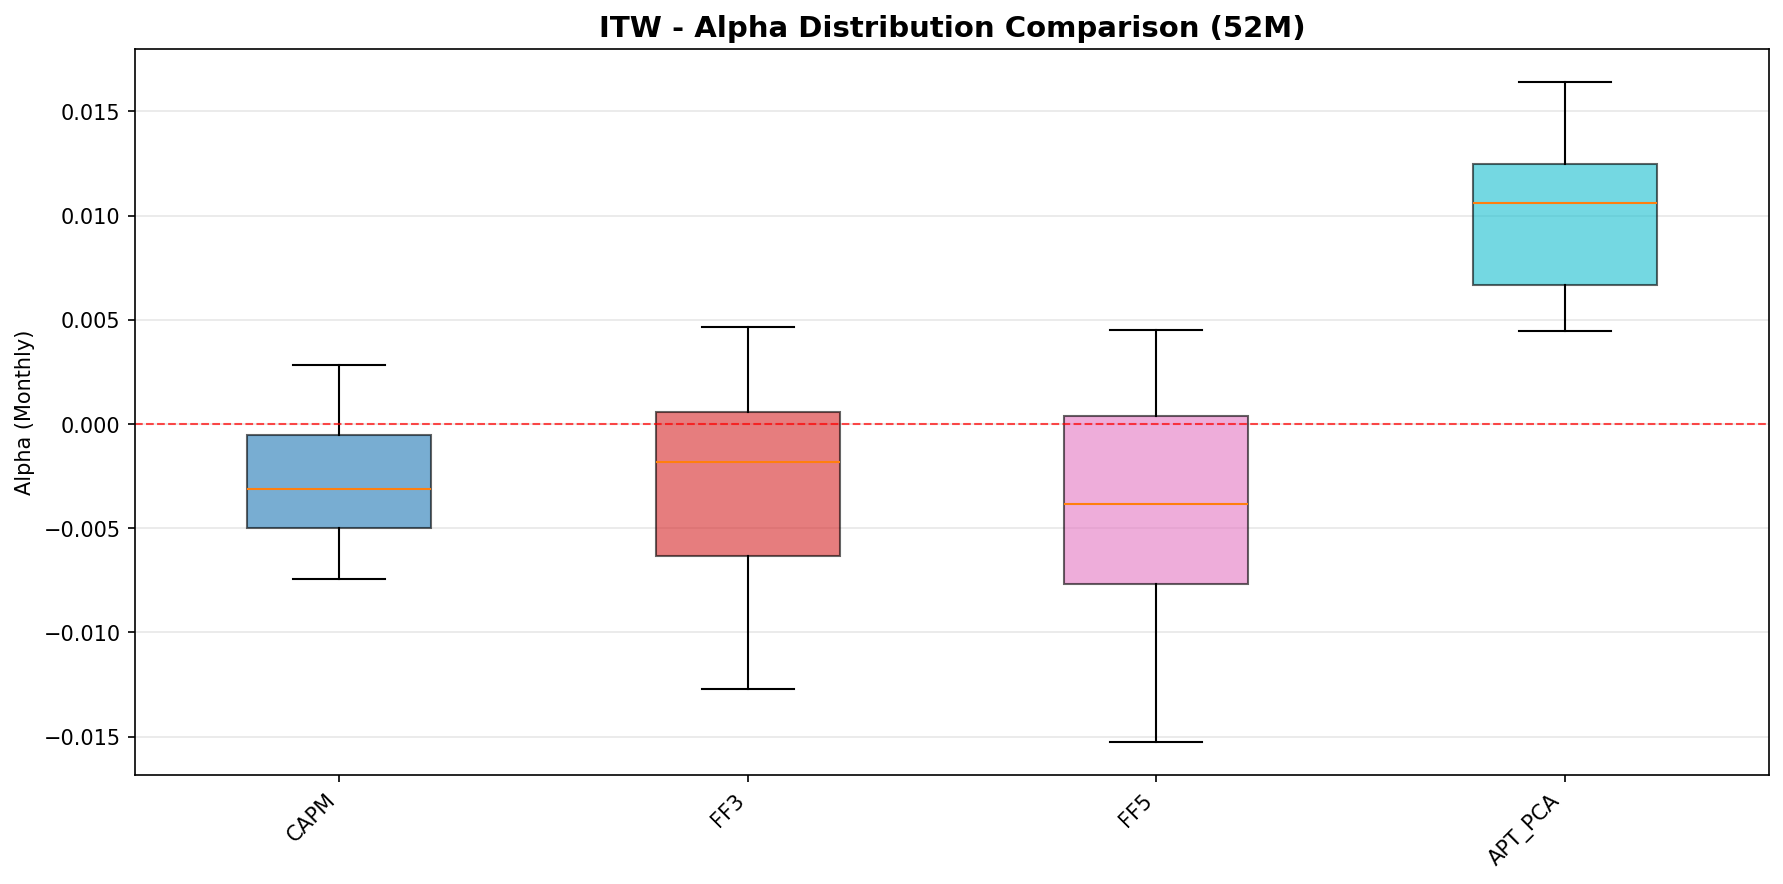 ITW - Alpha Distribution Comparison (52M)
Alpha (Monthly)
0.015
0.010
0.005
0.000
−0.005
−0.010
−0.015
CAPM
FF3
FF5
APT_PCA